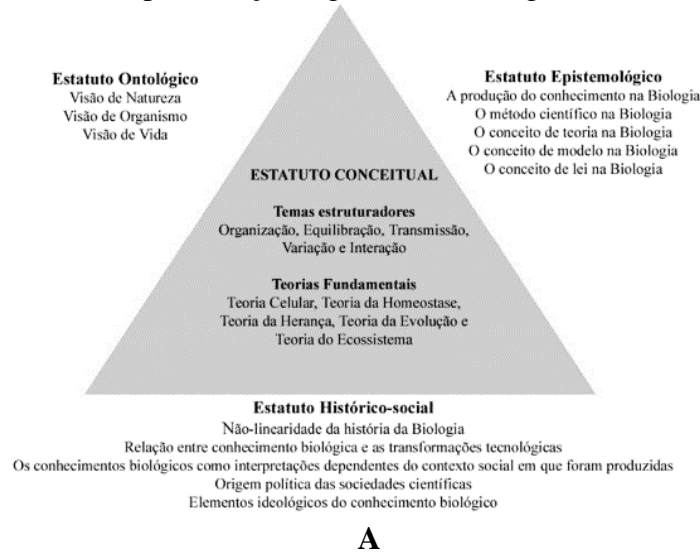 Estatuto Ontológico
Visão de Natureza
Visão de Organismo
Visão de Vida
Estatuto Epistemológico
A produção do conhecimento na Biologia
O método científico na Biologia
O conceito de teoria na Biologia
O conceito de modelo na Biologia
O conceito de lei na Biologia
ESTATUTO CONCEITUAL
Temas estruturadores
Organização, Equilibração, Transmissão,
Variação e Interação
Teorias Fundamentais
Teoria Celular, Teoria da Homeostase,
Teoria da Herança, Teoria da Evolução e
Teoria do Ecossistema
Estatuto Histórico-social
Não-linearidade da história da Biologia
Relação entre conhecimento biológica e as transformações tecnológicas
Os conhecimentos biológicos como interpretações dependentes do contexto social em que foram produzidas
Origem política das sociedades científicas
Elementos ideológicos do conhecimento biológico
A